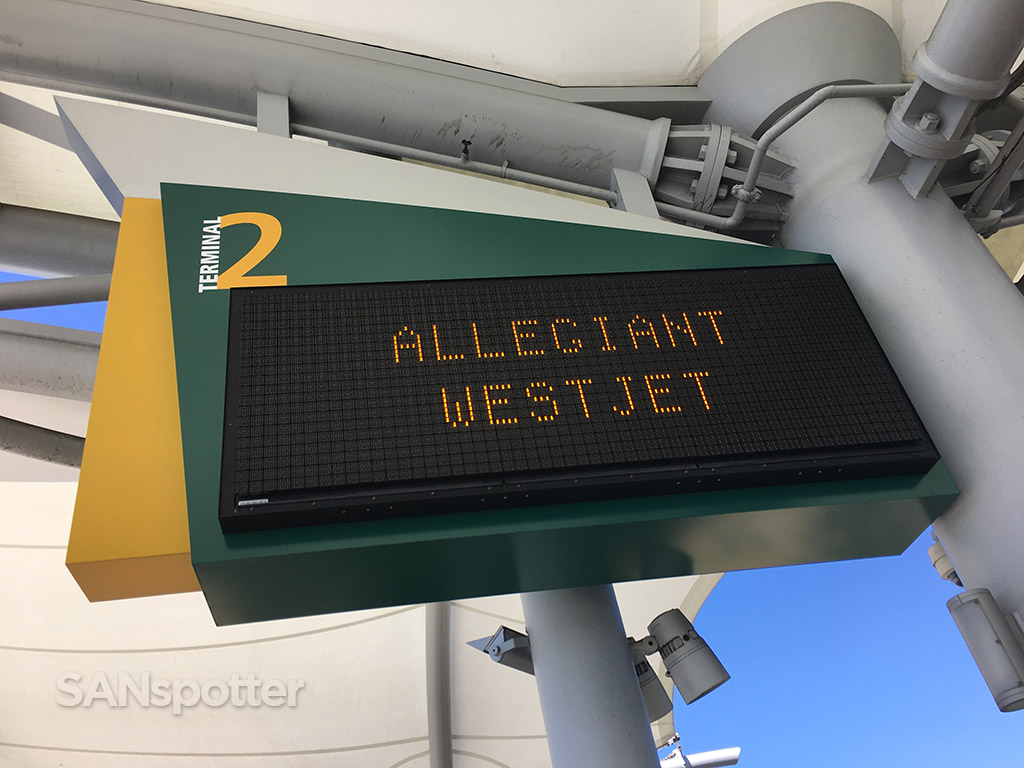 TERMINAL 2
ALLEGIANT
WESTJET
SANspotter